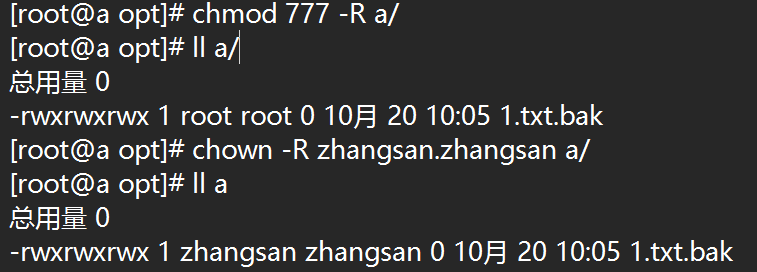 [root@a opt]# chmod 777 -R a/
[root@a opt]# ll a/
总用量 0
-rwxrwxrwx 1 root root 0 10月 20 10:05 1.txt.bak
[root@a opt]# chown -R zhangsan.zhangsan a/
[root@a opt]# ll a
总用量 0
-rwxrwxrwx 1 zhangsan zhangsan 0 10月 20 10:05 1.txt.bak